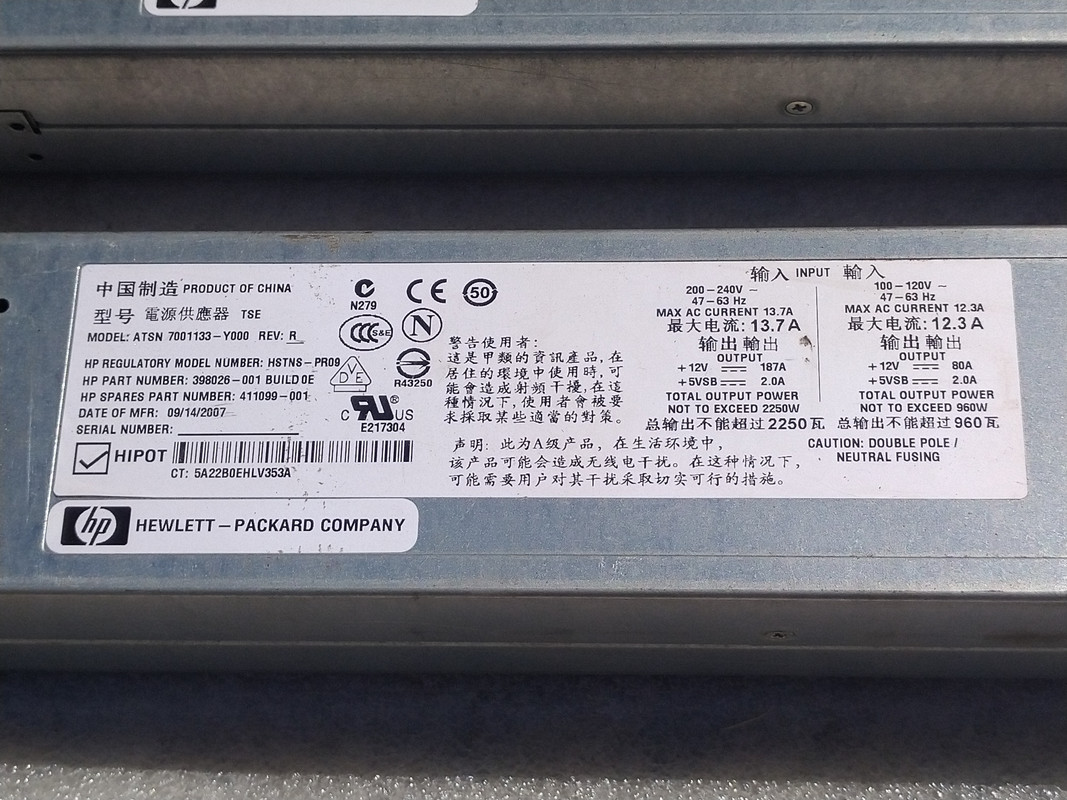 中国制造 PRODUCT OF CHINA
型号 電源供應器 TSE
MODEL: ATSN 7001133-Y000 REV: R
HP REGULATORY MODEL NUMBER: HSTNS-PR09
HP PART NUMBER: 398026-001 BUILD 0E
HP SPARES PART NUMBER: 411099-001
DATE OF MFR: 09/14/2007
SERIAL NUMBER:
HIPOT
CT: 5A22B0EHLV353A
N279
CE
50
CCC
S&E
N
VDE
R43250
C UL US
E217304
警告使用者:
這是甲類的資訊產品,在
居住的環境中使用時,可
能會造成射頻干擾,在這
種情況下,使用者會被要
求採取某些適當的對策。
声明: 此为A级产品，在生活环境中，
该产品可能会造成无线电干扰。在这种情况下，
可能需要用户对其干扰采取切实可行的措施。
输入 INPUT 輸入
200-240V ~
47-63 Hz
MAX AC CURRENT 13.7A
最大电流: 13.7A
输出 輸出
OUTPUT
+12V 187A
+5VSB 2.0A
TOTAL OUTPUT POWER
NOT TO EXCEED 2250W
总输出不能超过2250瓦
100-120V ~
47-63 Hz
MAX AC CURRENT 12.3A
最大电流: 12.3A
输出 輸出
OUTPUT
+12V 80A
+5VSB 2.0A
TOTAL OUTPUT POWER
NOT TO EXCEED 960W
总输出不能超过960瓦
CAUTION: DOUBLE POLE /
NEUTRAL FUSING
hp HEWLETT-PACKARD COMPANY